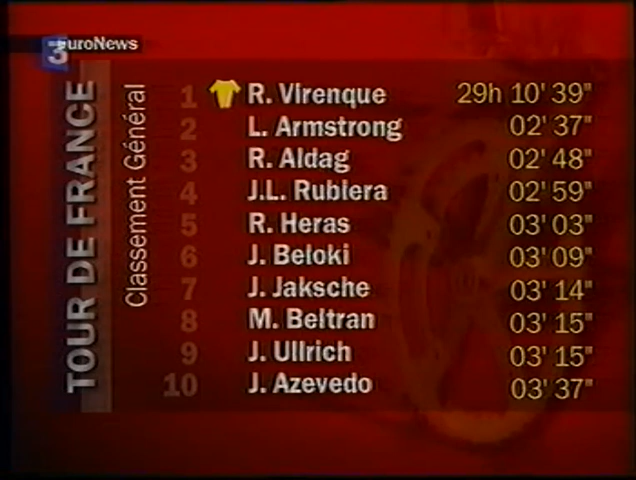 3 euroNews
TOUR DE FRANCE
Classement Général
1 R. Virenque 29h 10'39"
2 L. Armstrong 02'37"
3 R. Aldag 02'48"
4 J.L. Rubiera 02'59"
5 R. Heras 03'03"
6 J. Beloki 03'09"
7 J. Jaksche 03'14"
8 M. Beltran 03'15"
9 J. Ullrich 03'15"
10 J. Azevedo 03'37"